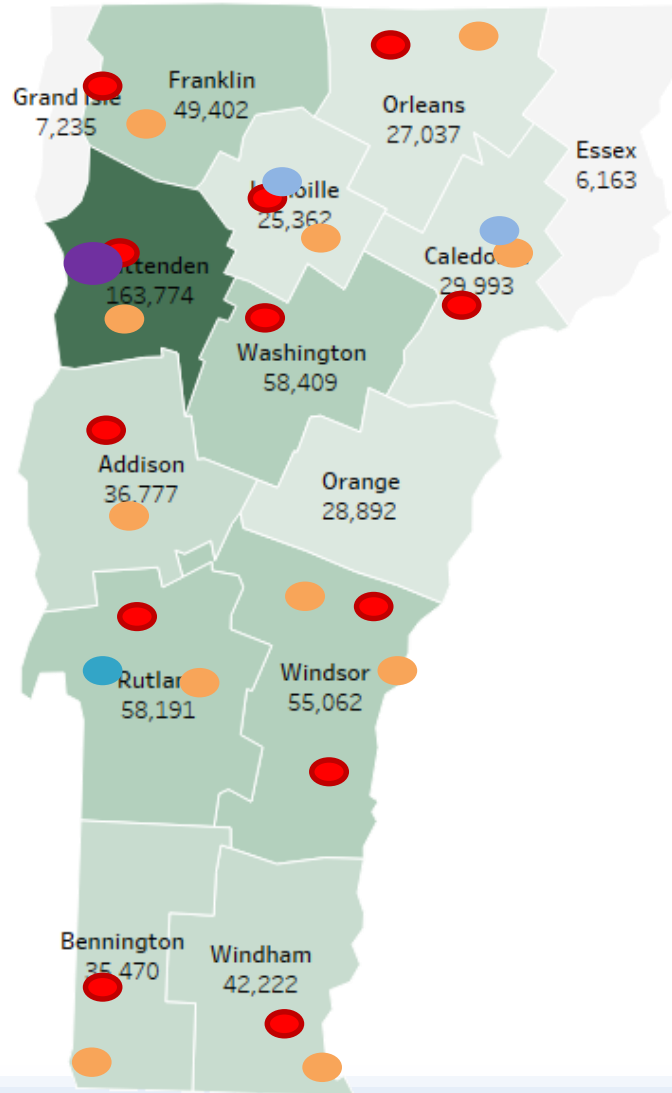 Franklin
49,402
Grand Isle
7,235
Orleans
27,037
Essex
6,163
25,362
163,774
29,993
Washington
58,409
Addison
36,777
Orange
28,892
Windsor
55,062
58,191
Bennington
35,470
Windham
42,222